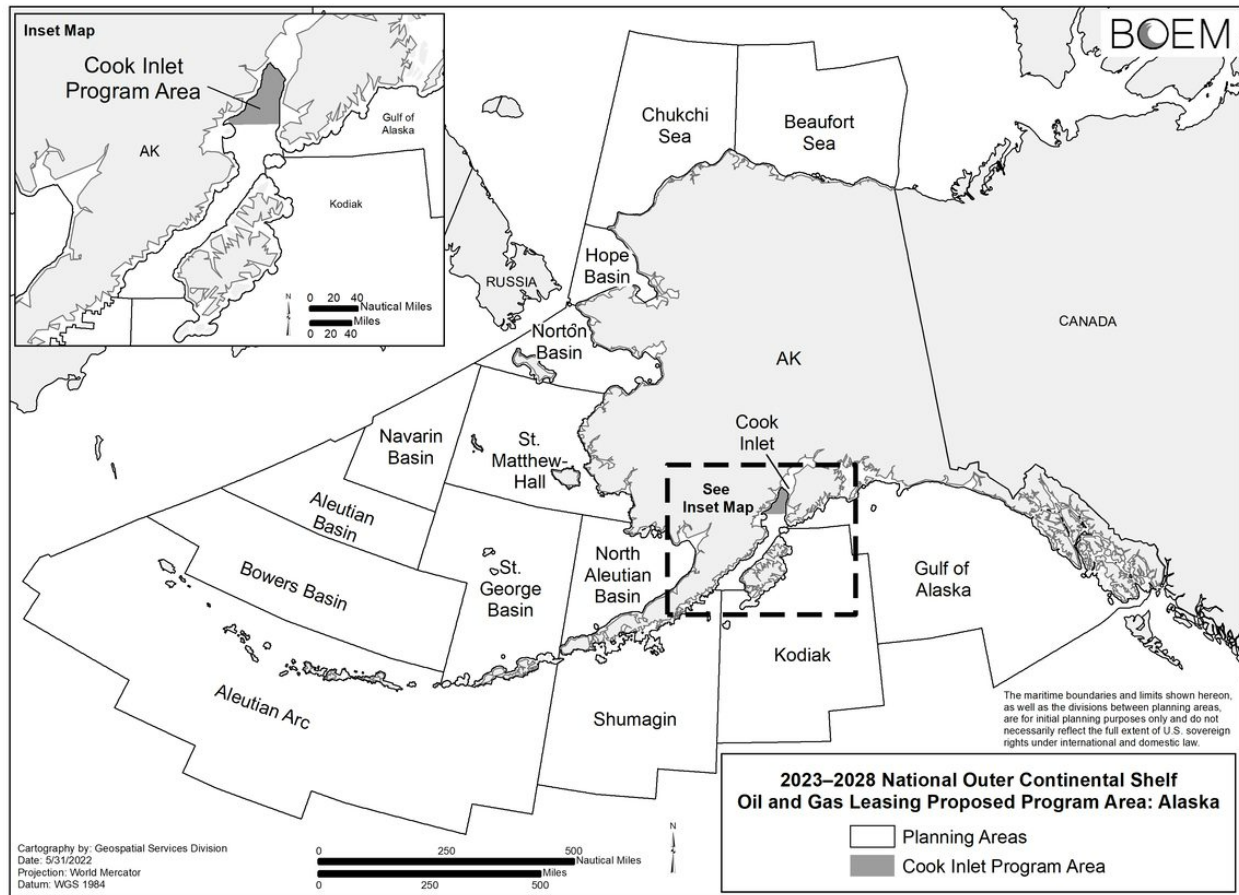 Inset Map
Cook Inlet
Program Area
Gulf of
Alaska
AK
Kodiak
N
0 20 40
Nautical Miles
Miles
0 20 40
BOEM
Chukchi
Sea
Beaufort
Sea
Hope
Basin
RUSSIA
CANADA
Norton
Basin
AK
Cook
Inlet
Navarin
Basin
St.
Matthew-
Hall
See
Inset Map
Aleutian
Basin
Bowers Basin
St.
George
Basin
North
Aleutian
Basin
Gulf of
Alaska
Kodiak
Aleutian Arc
Shumagin
The maritime boundaries and limits shown hereon,
as well as the divisions between planning areas,
are for initial planning purposes only and do not
necessarily reflect the full extent of U.S. sovereign
rights under international and domestic law.
2023–2028 National Outer Continental Shelf
Oil and Gas Leasing Proposed Program Area: Alaska
Planning Areas
Cook Inlet Program Area
Cartography by: Geospatial Services Division
Date: 5/31/2022
Projection: World Mercator
Datum: WGS 1984
0 250 500
Nautical Miles
Miles
0 250 500
N